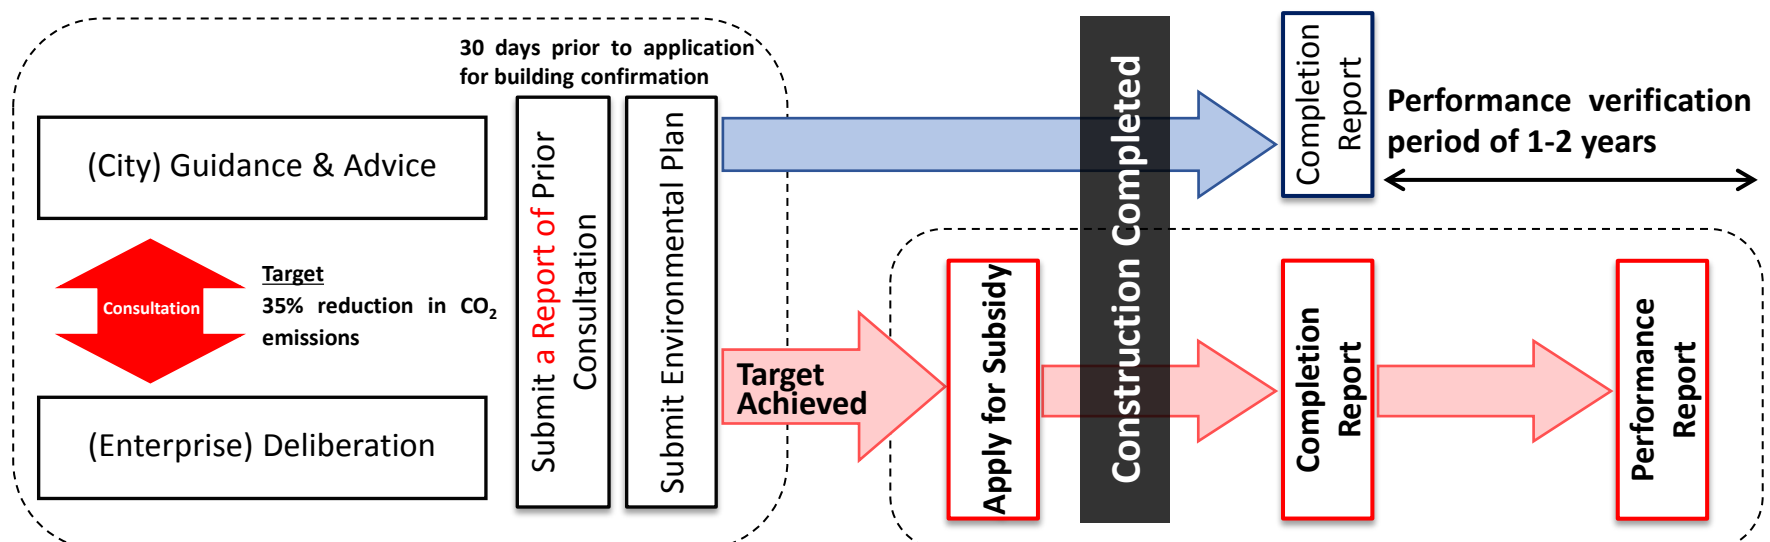 30 days prior to application
for building confirmation
(City) Guidance & Advice
Consultation
Target
35% reduction in CO₂
emissions
(Enterprise) Deliberation
Submit a Report of Prior
Consultation
Submit Environmental Plan
Target
Achieved
Apply for Subsidy
Construction Completed
Completion
Report
Performance verification
period of 1-2 years
Completion
Report
Performance
Report